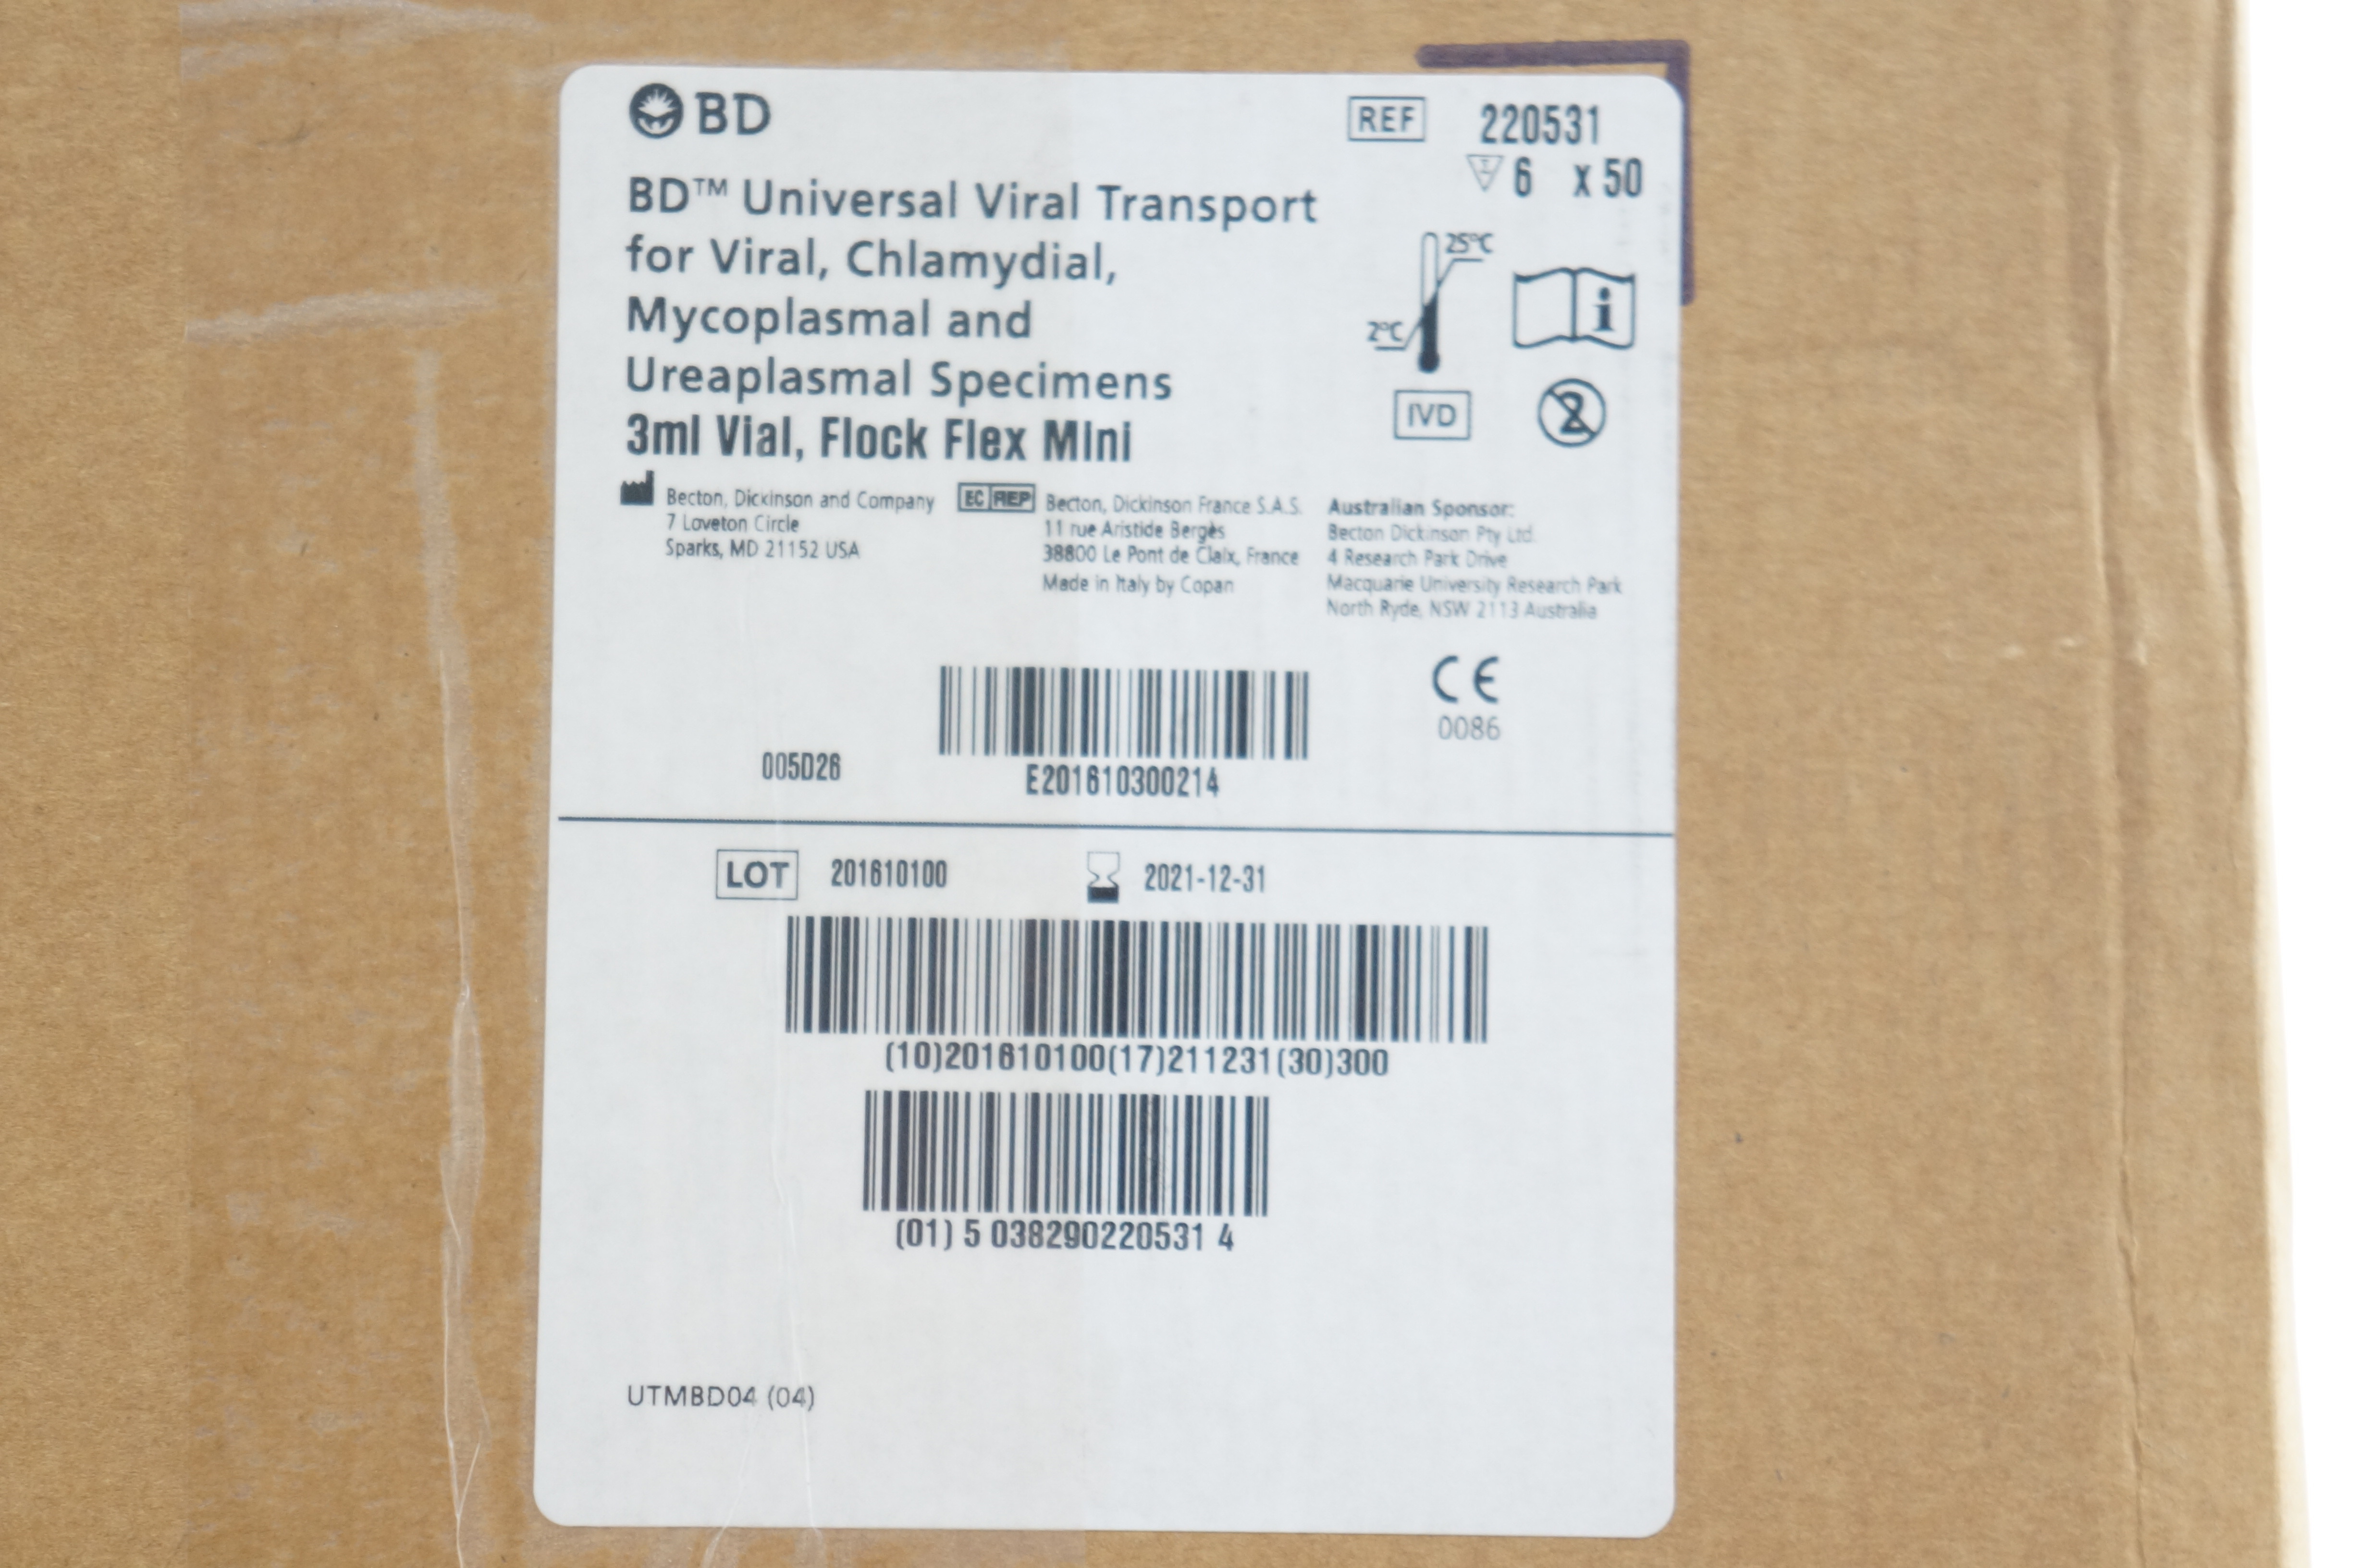 BD
REF 220531
6 x 50
BD™ Universal Viral Transport
for Viral, Chlamydial,
Mycoplasmal and
Ureaplasmal Specimens
3ml Vial, Flock Flex Mini
25°C
2°C
i
IVD
2
Becton, Dickinson and Company
7 Loveton Circle
Sparks, MD 21152 USA
EC REP
Becton, Dickinson France S.A.S.
11 rue Aristide Bergès
38800 Le Pont de Claix, France
Made in Italy by Copan
Australian Sponsor:
Becton Dickinson Pty Ltd.
4 Research Park Drive
Macquarie University Research Park
North Ryde, NSW 2113 Australia
CE
0086
005D26
E201610300214
LOT 201610100 2021-12-31
(10)201610100(17)211231(30)300
(01) 5 038290220531 4
UTMBD04 (04)